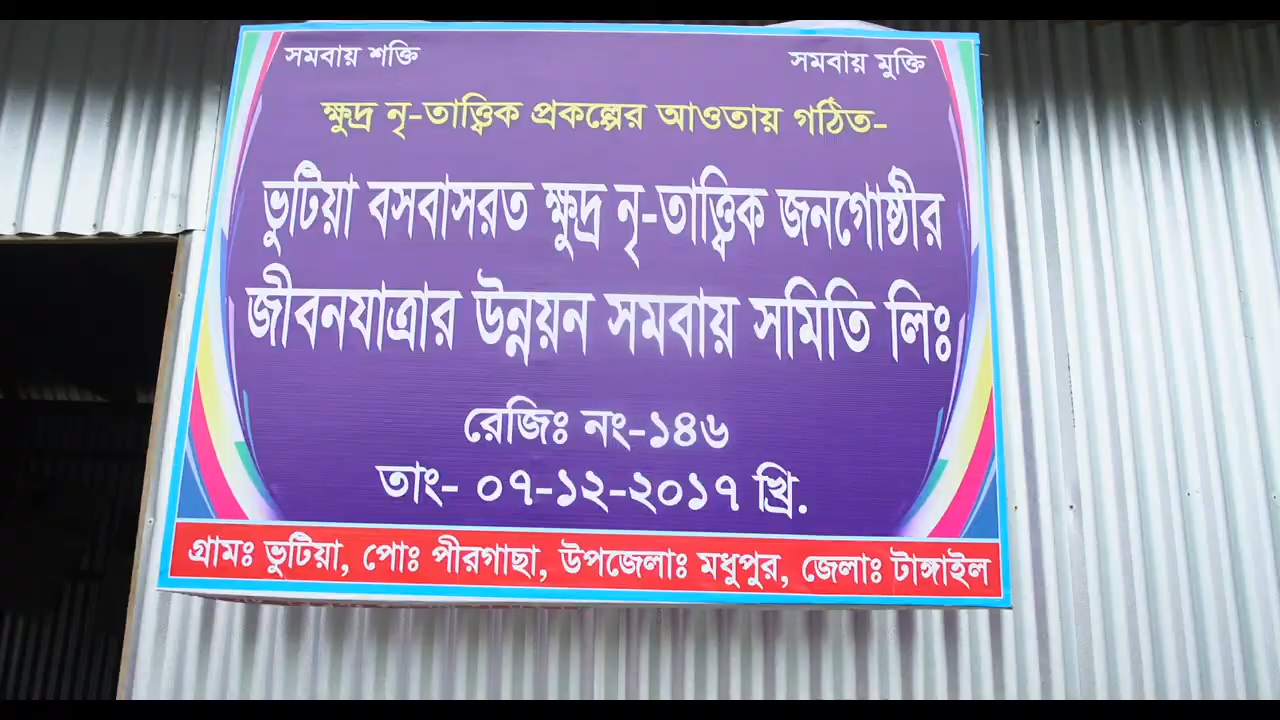 সমবায় শক্তি সমবায় মুক্তি
ক্ষুদ্র নৃ-তাত্ত্বিক প্রকল্পের আওতায় গঠিত-
ভুটিয়া বসবাসরত ক্ষুদ্র নৃ-তাত্ত্বিক জনগোষ্ঠীর
জীবনযাত্রার উন্নয়ন সমবায় সমিতি লিঃ
রেজিঃ নং-১৪৬
তাং- ০৭-১২-২০১৭ খ্রি.
গ্রামঃ ভুটিয়া, পোঃ পীরগাছা, উপজেলাঃ মধুপুর, জেলাঃ টাঙ্গাইল